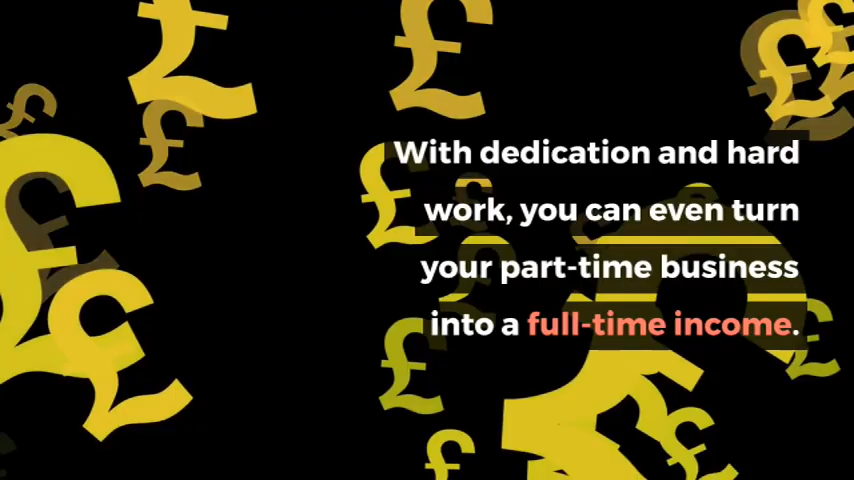 With dedication and hard
work, you can even turn
your part-time business
into a full-time income.